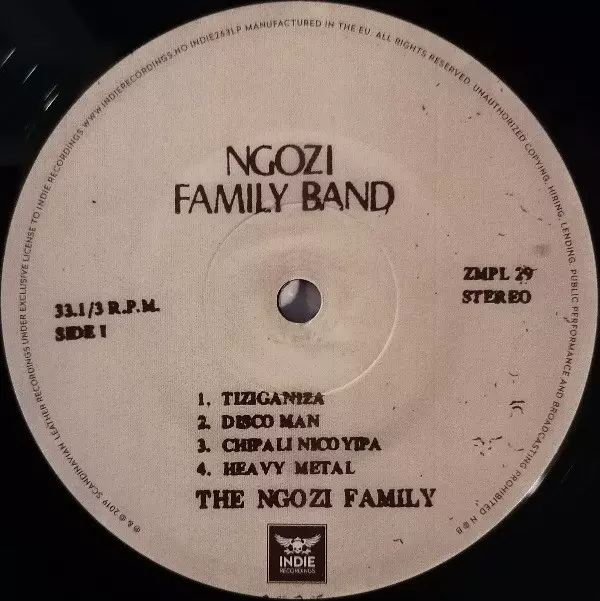 ℗ & © 2019 SCANDINAVIAN LEATHER RECORDINGS UNDER EXCLUSIVE LICENSE TO INDIE RECORDINGS. WWW.INDIERECORDINGS.NO INDIE263LP MANUFACTURED IN THE EU. ALL RIGHTS RESERVED. UNAUTHORIZED COPYING, HIRING, LENDING, PUBLIC PERFORMANCE AND BROADCASTING PROHIBITED N©B
NGOZI
FAMILY BAND
33.1/3 R.P.M.
SIDE 1
ZMPL 29
STEREO
1. TIZIGANIZA
2. DISCO MAN
3. CHIPALI NICOYIPA
4. HEAVY METAL
THE NGOZI FAMILY
INDIE
RECORDINGS